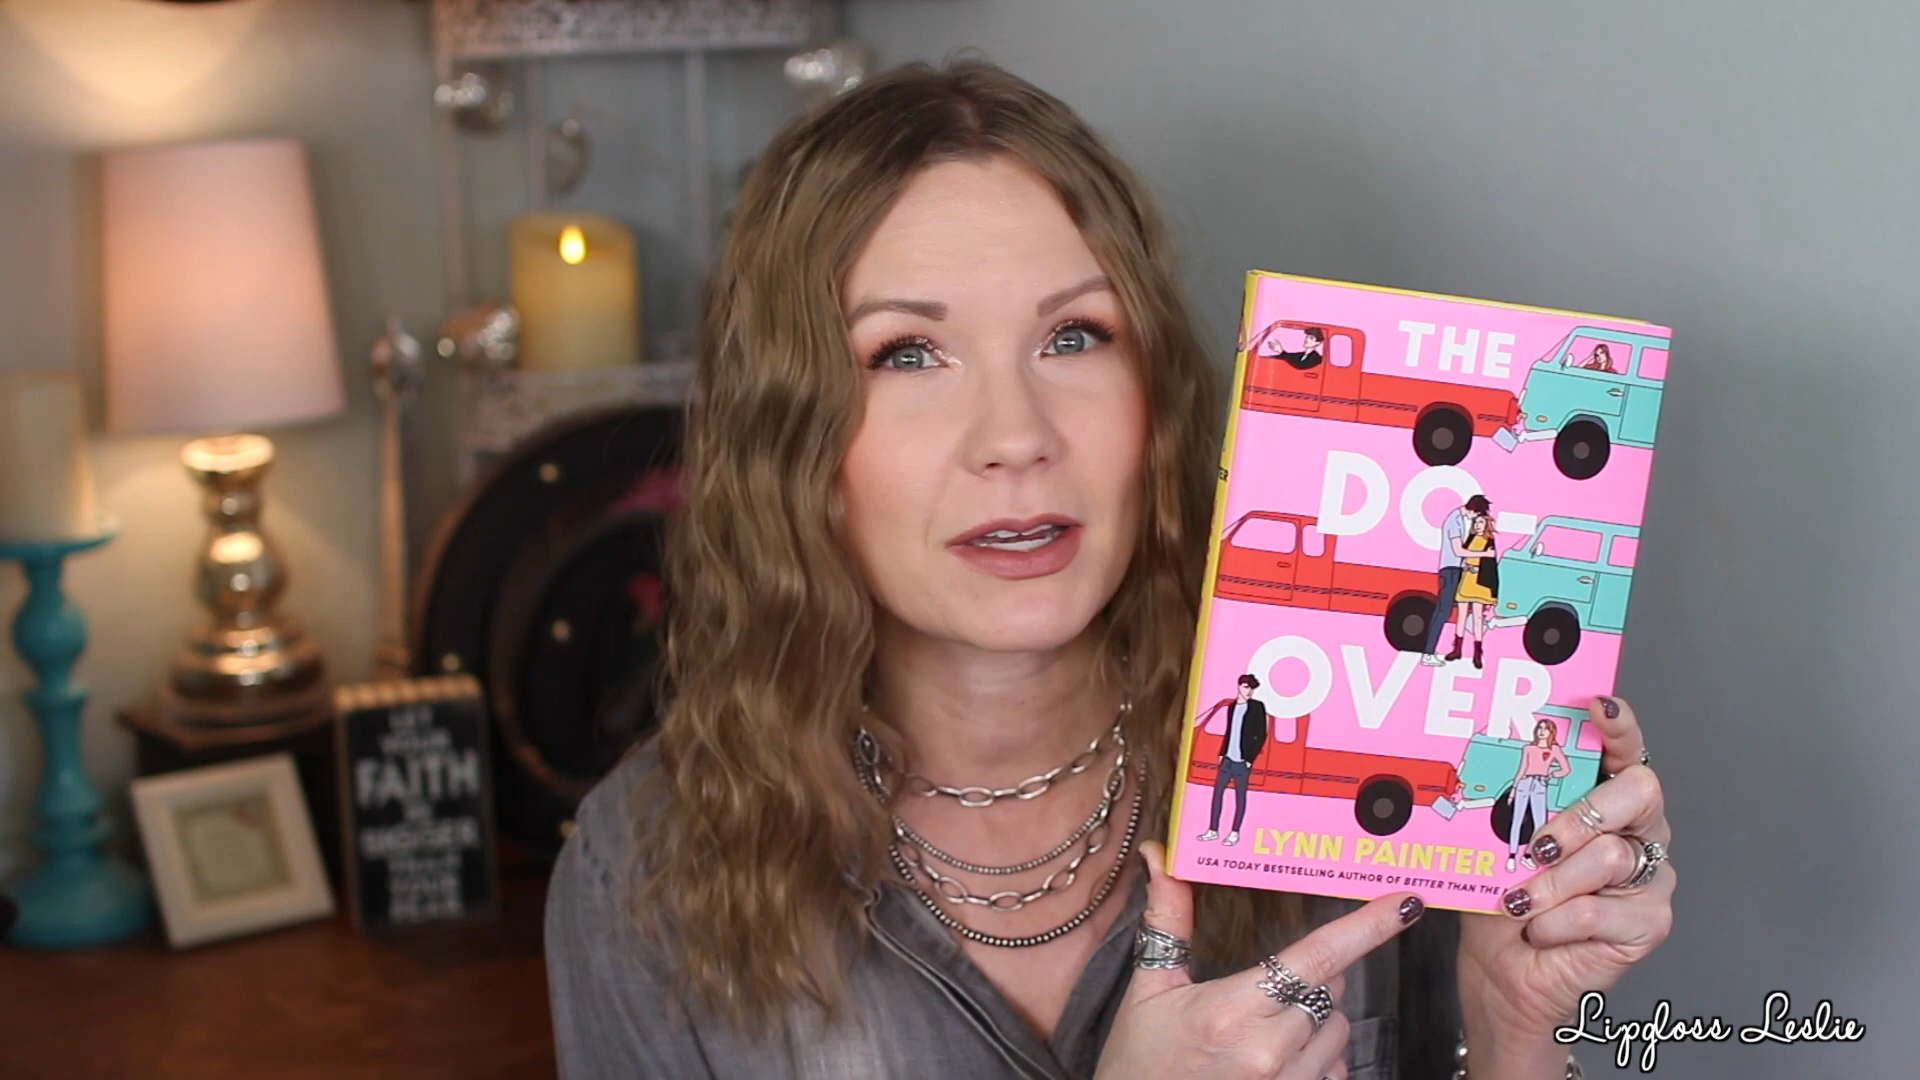 THE
DO-
OVER
LYNN PAINTER
USA TODAY BESTSELLING AUTHOR OF BETTER THAN THE
LET
YOUR
FAITH
BE
BIGGER
THAN
YOUR
FEAR
Lipgloss Leslie